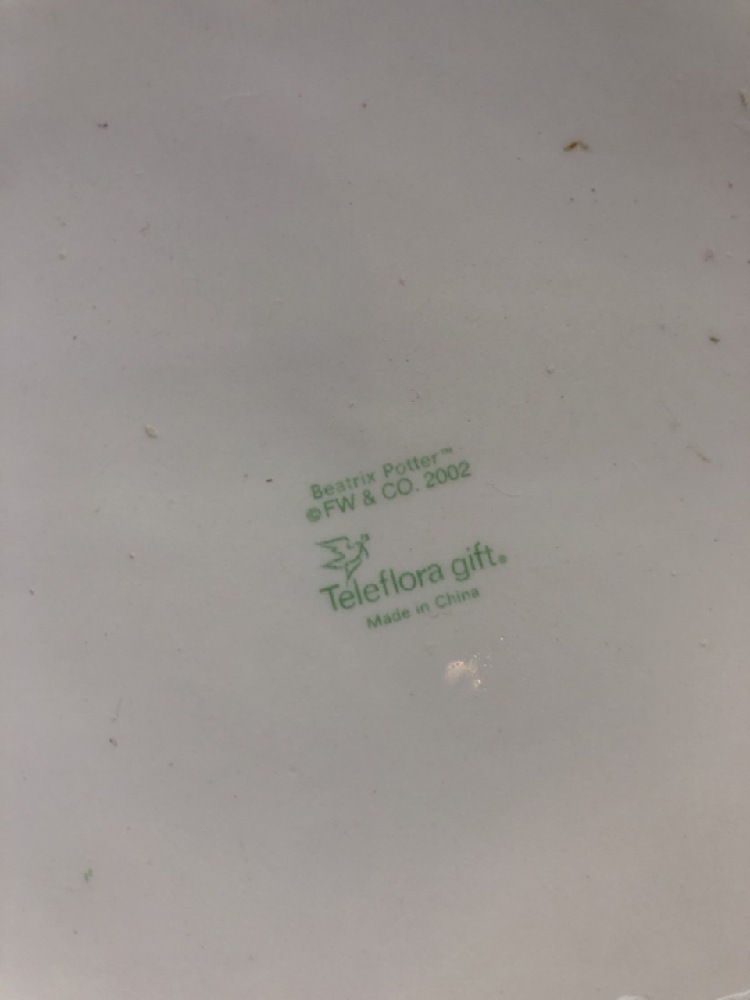 Beatrix Potter™
©FW & CO. 2002
Teleflora gift®
Made in China